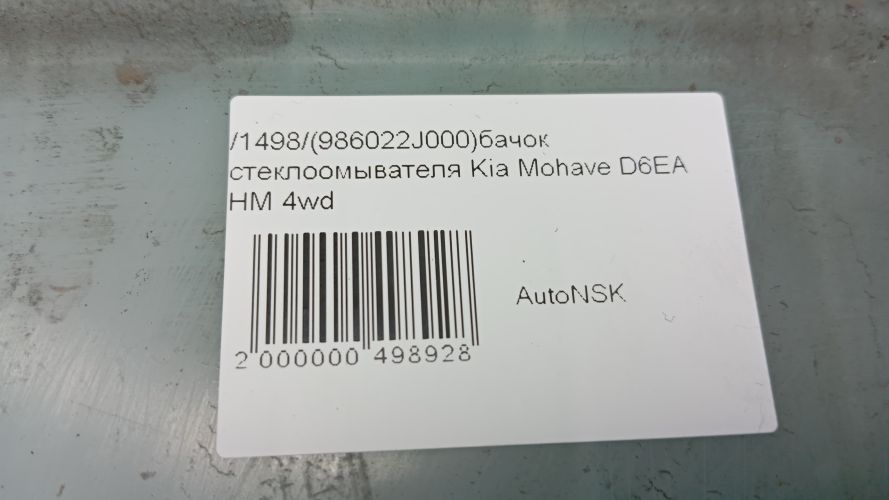 /1498/(986022J000)бачок
стеклоомывателя Kia Mohave D6EA
HM 4wd
AutoNSK
2 000000 498928